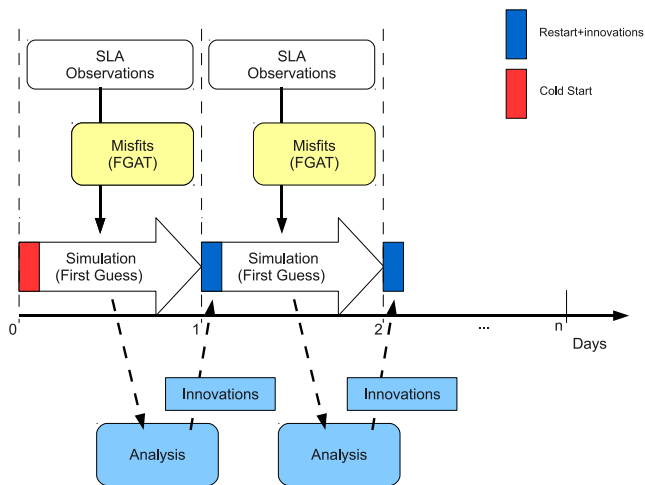 SLA
Observations
SLA
Observations
Restart+innovations
Cold Start
Misfits
(FGAT)
Misfits
(FGAT)
Simulation
(First Guess)
Simulation
(First Guess)
0
1
2
...
n
Days
Innovations
Innovations
Analysis
Analysis